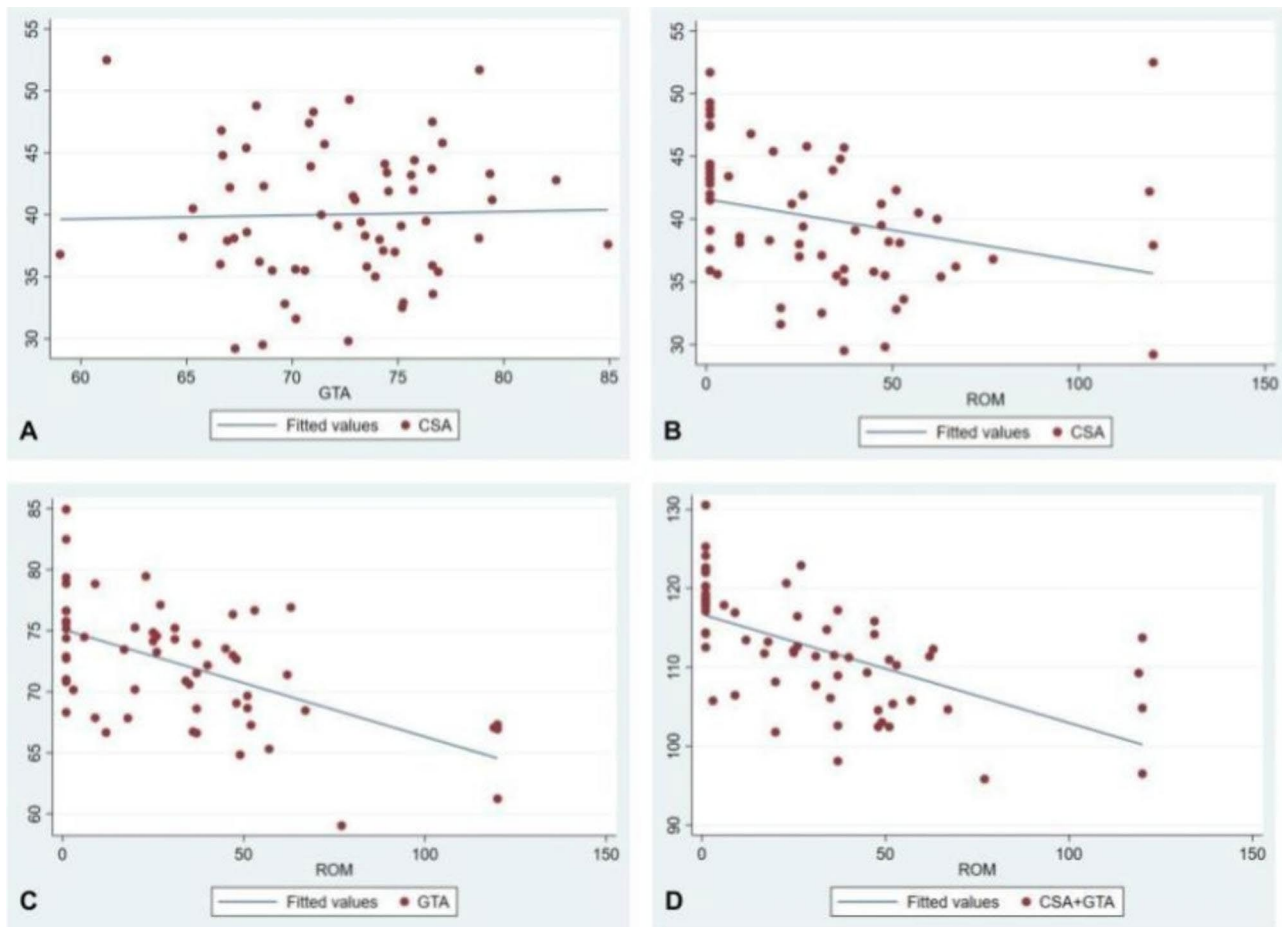 55
50
45
40
35
30
60 65 70 75 80 85
GTA
Fitted values CSA
A
55
50
45
40
35
30
0 50 100 150
ROM
Fitted values CSA
B
85
80
75
70
65
60
0 50 100 150
ROM
Fitted values GTA
C
130
120
110
100
90
0 50 100 150
ROM
Fitted values CSA+GTA
D